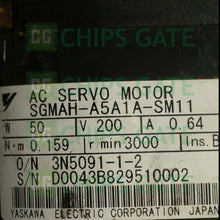 CHIPS GATE
AC SERVO MOTOR
SGMAH-A5A1A-SM11
W 50 V 200 A 0.64
N·m 0.159 r/min 3000 Ins. B
O/N 3N5091-1-2
S/N D0043B829510002
YASKAWA ELECTRIC CORPORATION JAPAN